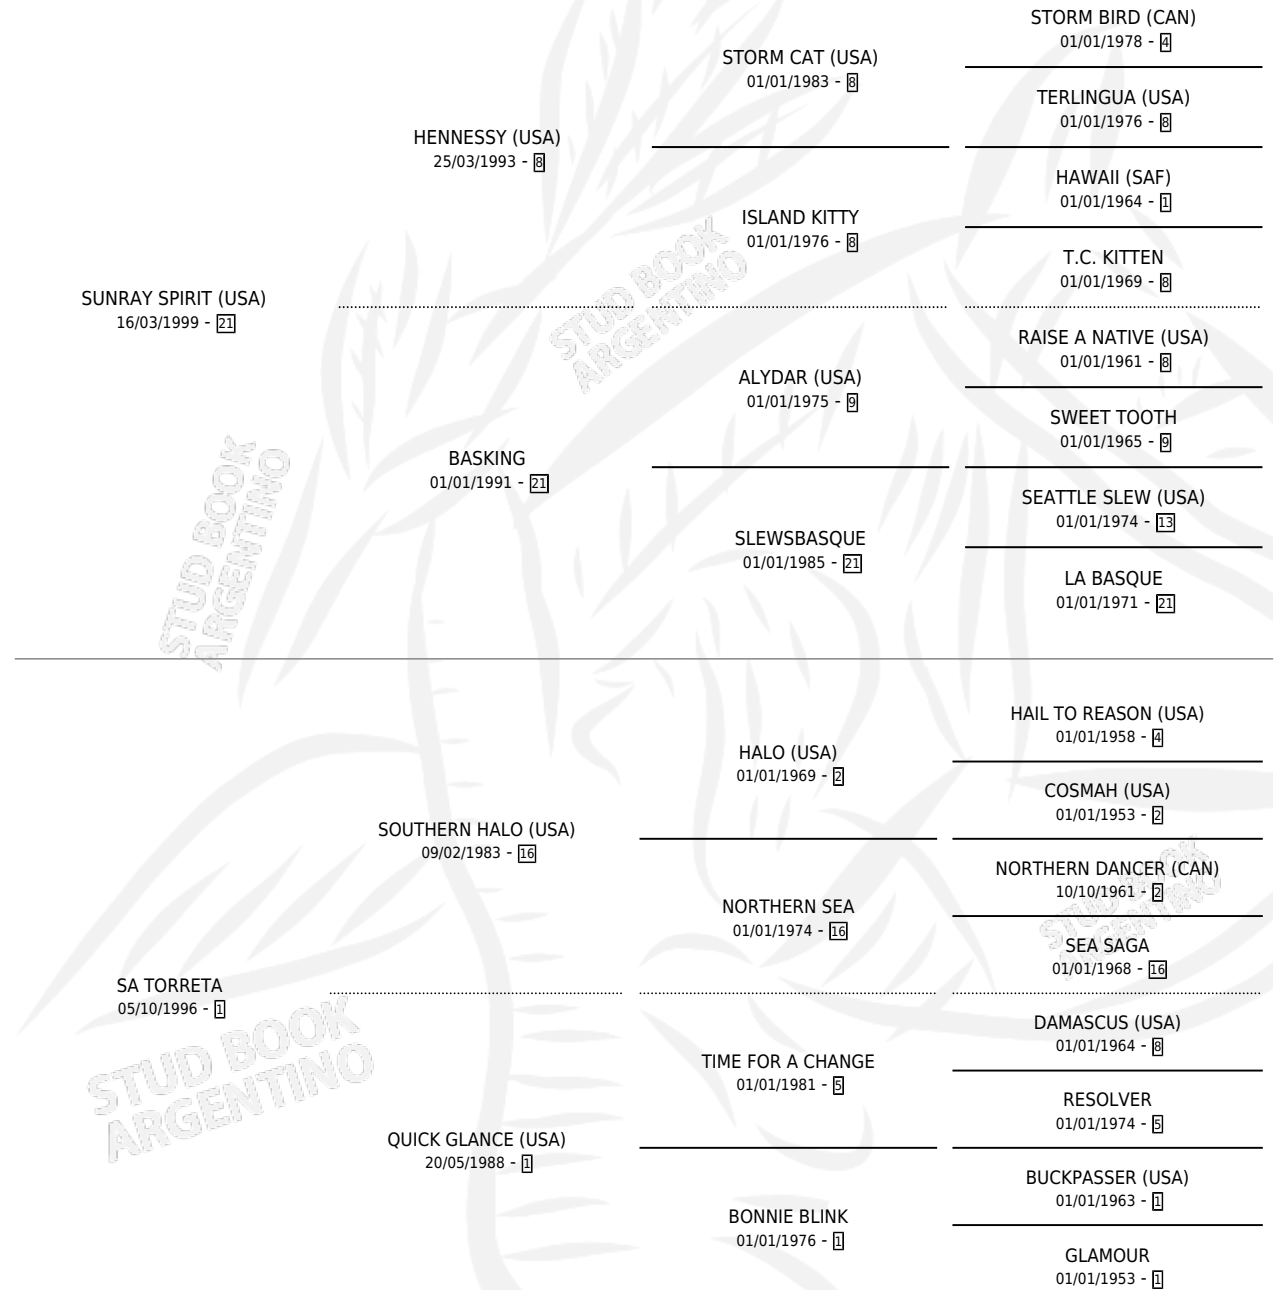 STORM BIRD (CAN)
01/01/1978 - 4
STORM CAT (USA)
01/01/1983 - 8
TERLINGUA (USA)
01/01/1976 - 8
HENNESSY (USA)
25/03/1993 - 8
HAWAII (SAF)
01/01/1964 - 1
ISLAND KITTY
01/01/1976 - 8
T.C. KITTEN
01/01/1969 - 8
SUNRAY SPIRIT (USA)
16/03/1999 - 21
RAISE A NATIVE (USA)
01/01/1961 - 8
ALYDAR (USA)
01/01/1975 - 9
SWEET TOOTH
01/01/1965 - 9
BASKING
01/01/1991 - 21
SEATTLE SLEW (USA)
01/01/1974 - 13
SLEWSBASQUE
01/01/1985 - 21
LA BASQUE
01/01/1971 - 21
HAIL TO REASON (USA)
01/01/1958 - 4
HALO (USA)
01/01/1969 - 2
COSMAH (USA)
01/01/1953 - 2
SOUTHERN HALO (USA)
09/02/1983 - 16
NORTHERN DANCER (CAN)
10/10/1961 - 2
NORTHERN SEA
01/01/1974 - 16
SEA SAGA
01/01/1968 - 16
SA TORRETA
05/10/1996 - 1
DAMASCUS (USA)
01/01/1964 - 8
TIME FOR A CHANGE
01/01/1981 - 5
RESOLVER
01/01/1974 - 5
QUICK GLANCE (USA)
20/05/1988 - 1
BUCKPASSER (USA)
01/01/1963 - 1
BONNIE BLINK
01/01/1976 - 1
GLAMOUR
01/01/1953 - 1
STUD BOOK
ARGENTINO
STUD BOOK
ARGENTINO
STUD BOOK
ARGENTINO
STUD BOOK
ARGENTINO